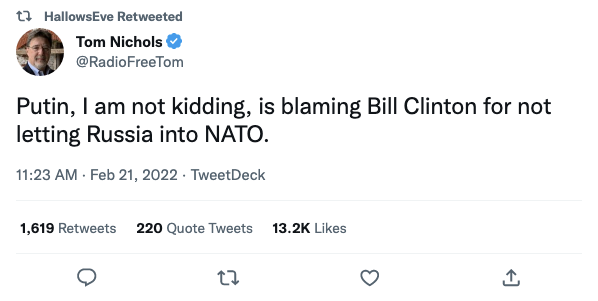 HallowsEve Retweeted
Tom Nichols
@RadioFreeTom
Putin, I am not kidding, is blaming Bill Clinton for not
letting Russia into NATO.
11:23 AM · Feb 21, 2022 · TweetDeck
1,619 Retweets 220 Quote Tweets 13.2K Likes